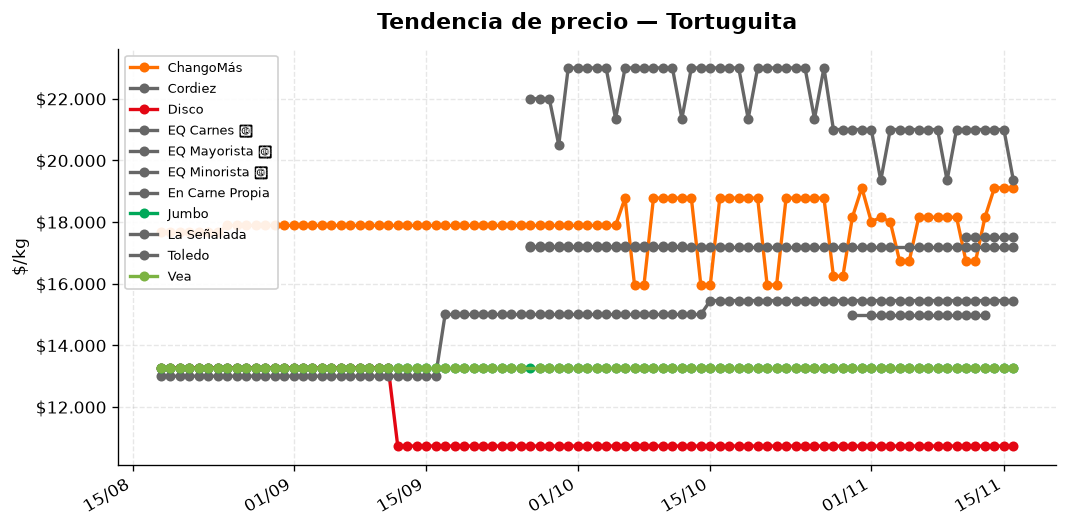 Tendencia de precio — Tortuguita
$/kg
$22.000
$20.000
$18.000
$16.000
$14.000
$12.000
ChangoMás
Cordiez
Disco
EQ Carnes
EQ Mayorista
EQ Minorista
En Carne Propia
Jumbo
La Señalada
Toledo
Vea
15/08
01/09
15/09
01/10
15/10
01/11
15/11